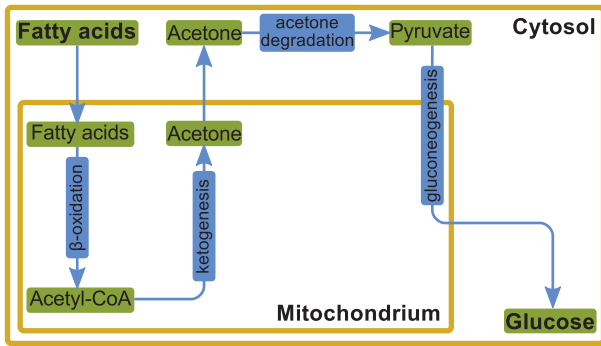 Fatty acids
Acetone
acetone
degradation
Pyruvate
Cytosol
Fatty acids
Acetone
gluconeogenesis
β-oxidation
ketogenesis
Acetyl-CoA
Mitochondrium
Glucose